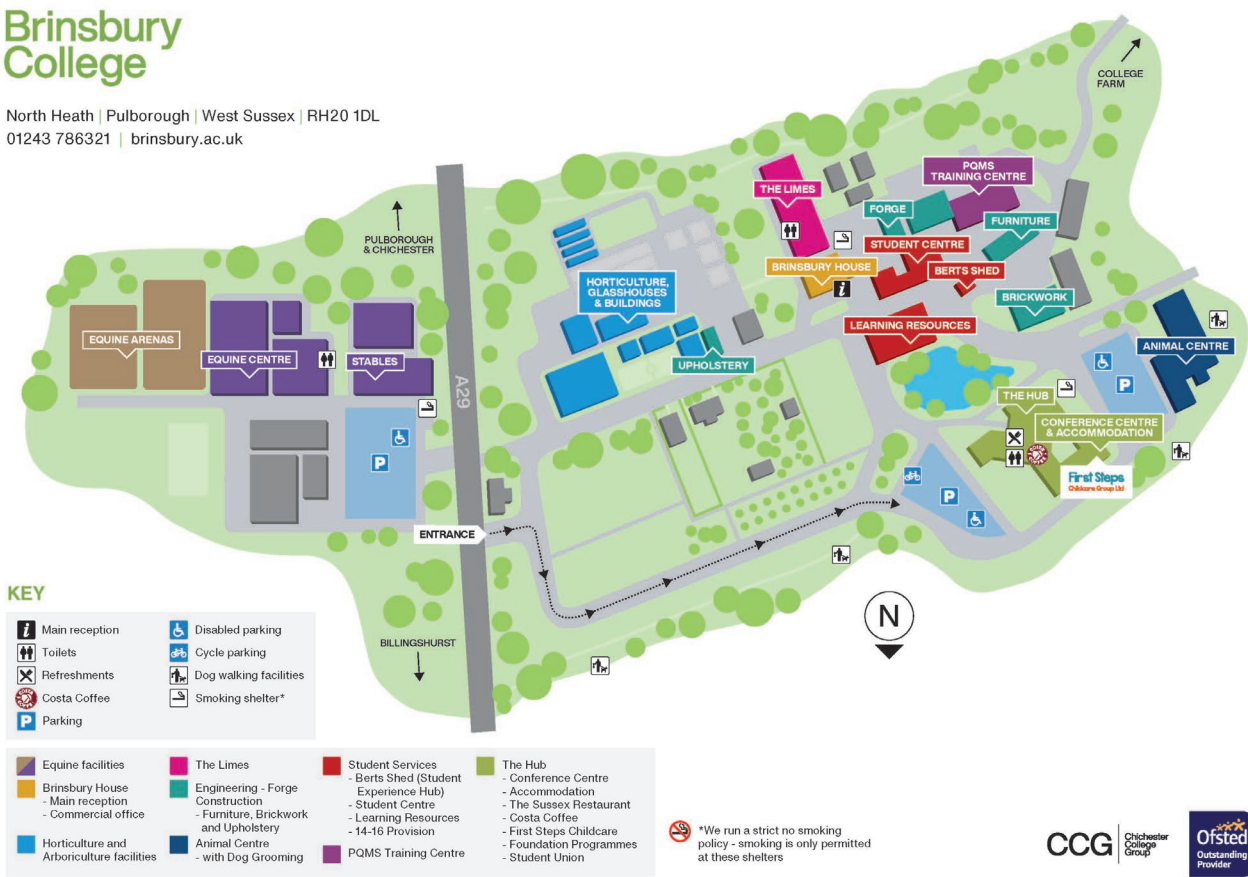 Brinsbury
College
North Heath | Pulborough | West Sussex | RH20 1DL
01243 786321 | brinsbury.ac.uk
COLLEGE
FARM
PULBOROUGH
& CHICHESTER
PQMS
TRAINING CENTRE
THE LIMES
FORGE
FURNITURE
STUDENT CENTRE
BRINSBURY HOUSE
BERTS SHED
i
HORTICULTURE,
GLASSHOUSES
& BUILDINGS
BRICKWORK
LEARNING RESOURCES
EQUINE ARENAS
EQUINE CENTRE
STABLES
UPHOLSTERY
ANIMAL CENTRE
A29
P
THE HUB
CONFERENCE CENTRE
& ACCOMMODATION
P
COSTA
COFFEE
First Steps
Childcare Group Ltd
P
ENTRANCE
N
BILLINGSHURST
KEY
i Main reception
Toilets
Refreshments
COSTA COFFEE Costa Coffee
P Parking
Disabled parking
Cycle parking
Dog walking facilities
Smoking shelter*
Equine facilities
Brinsbury House
- Main reception
- Commercial office
Horticulture and
Arboriculture facilities
The Limes
Engineering - Forge
Construction
- Furniture, Brickwork
and Upholstery
Animal Centre
- with Dog Grooming
Student Services
- Berts Shed (Student
Experience Hub)
- Student Centre
- Learning Resources
- 14-16 Provision
PQMS Training Centre
The Hub
- Conference Centre
- Accommodation
- The Sussex Restaurant
- Costa Coffee
- First Steps Childcare
- Foundation Programmes
- Student Union
*We run a strict no smoking
policy - smoking is only permitted
at these shelters
CCG
Chichester
College
Group
Ofsted
Outstanding
Provider